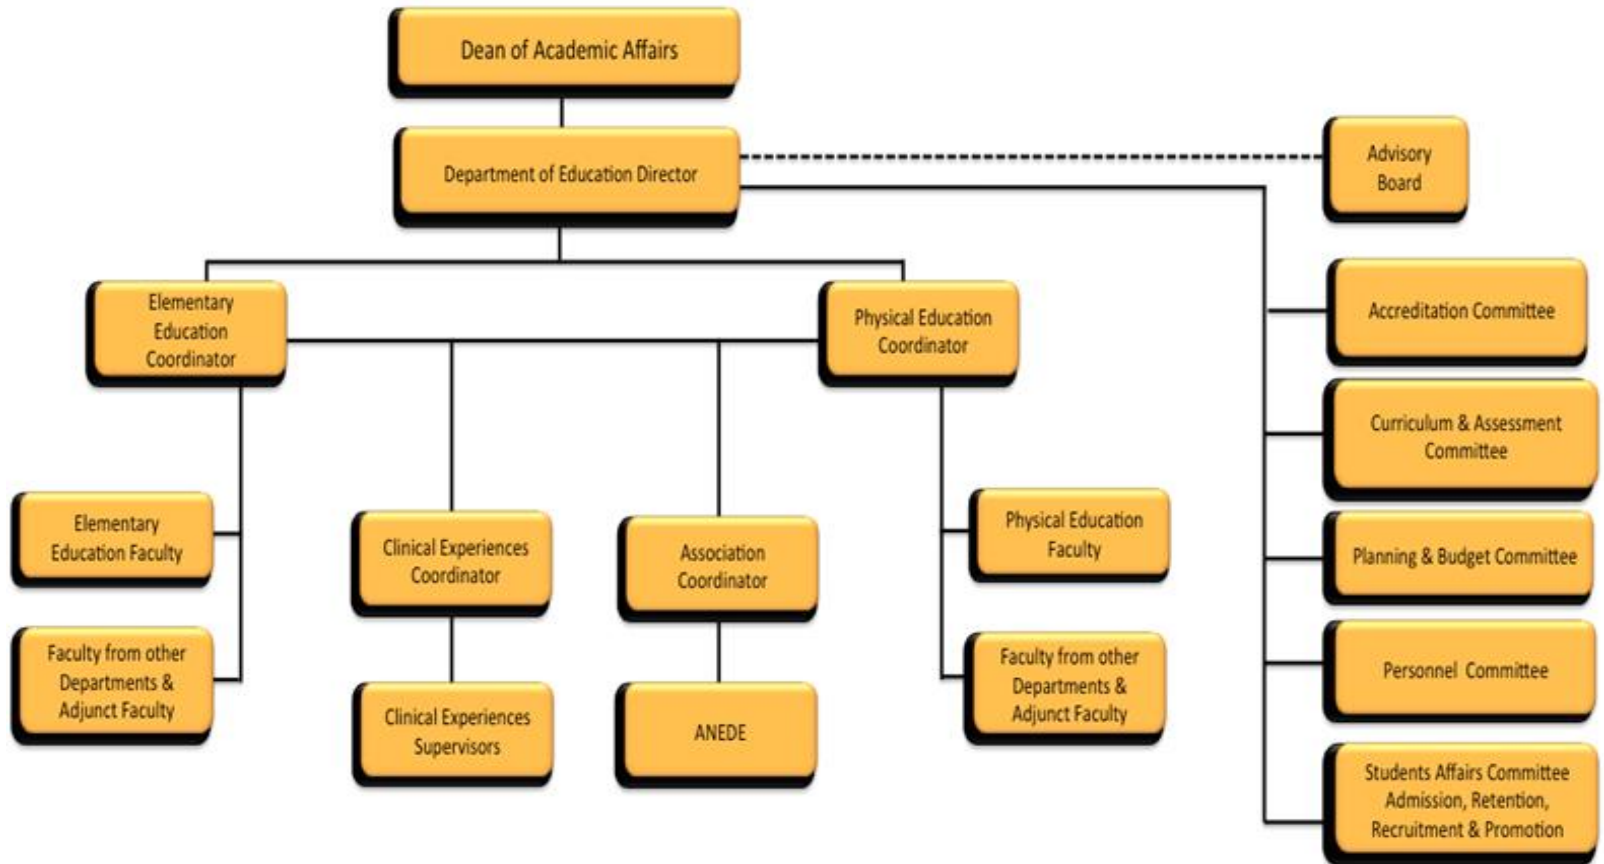 Dean of Academic Affairs
Department of Education Director
Advisory
Board
Elementary
Education
Coordinator
Physical Education
Coordinator
Accreditation Committee
Curriculum & Assessment
Committee
Elementary
Education Faculty
Clinical Experiences
Coordinator
Association
Coordinator
Physical Education
Faculty
Planning & Budget Committee
Faculty from other
Departments &
Adjunct Faculty
Clinical Experiences
Supervisors
ANEDE
Faculty from other
Departments &
Adjunct Faculty
Personnel Committee
Students Affairs Committee
Admission, Retention,
Recruitment & Promotion